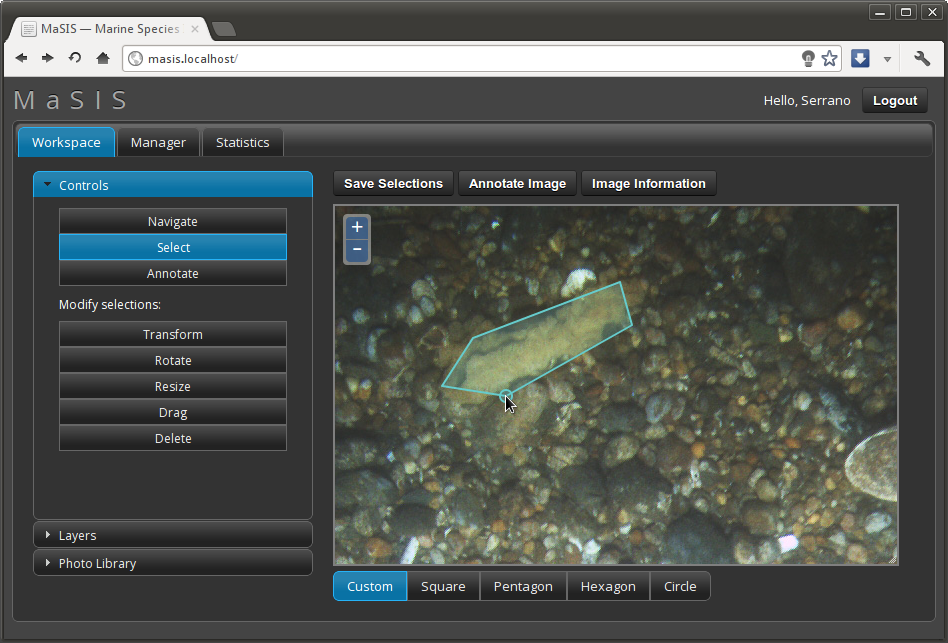 MaSIS — Marine Species
masis.localhost/
MaSIS
Hello, Serrano
Logout
Workspace
Manager
Statistics
Controls
Navigate
Select
Annotate
Modify selections:
Transform
Rotate
Resize
Drag
Delete
Layers
Photo Library
Save Selections
Annotate Image
Image Information
+
−
Custom
Square
Pentagon
Hexagon
Circle